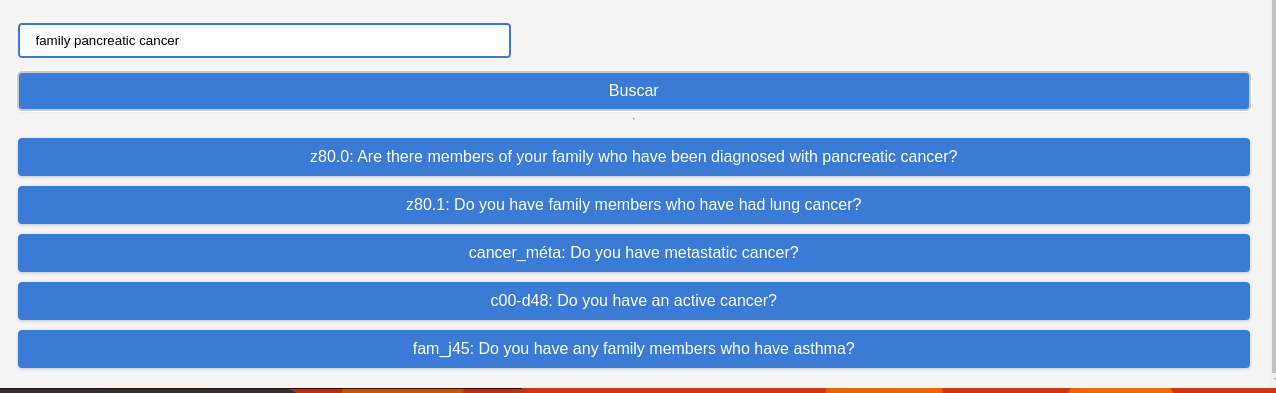 family pancreatic cancer
Buscar
z80.0: Are there members of your family who have been diagnosed with pancreatic cancer?
z80.1: Do you have family members who have had lung cancer?
cancer_méta: Do you have metastatic cancer?
c00-d48: Do you have an active cancer?
fam_j45: Do you have any family members who have asthma?